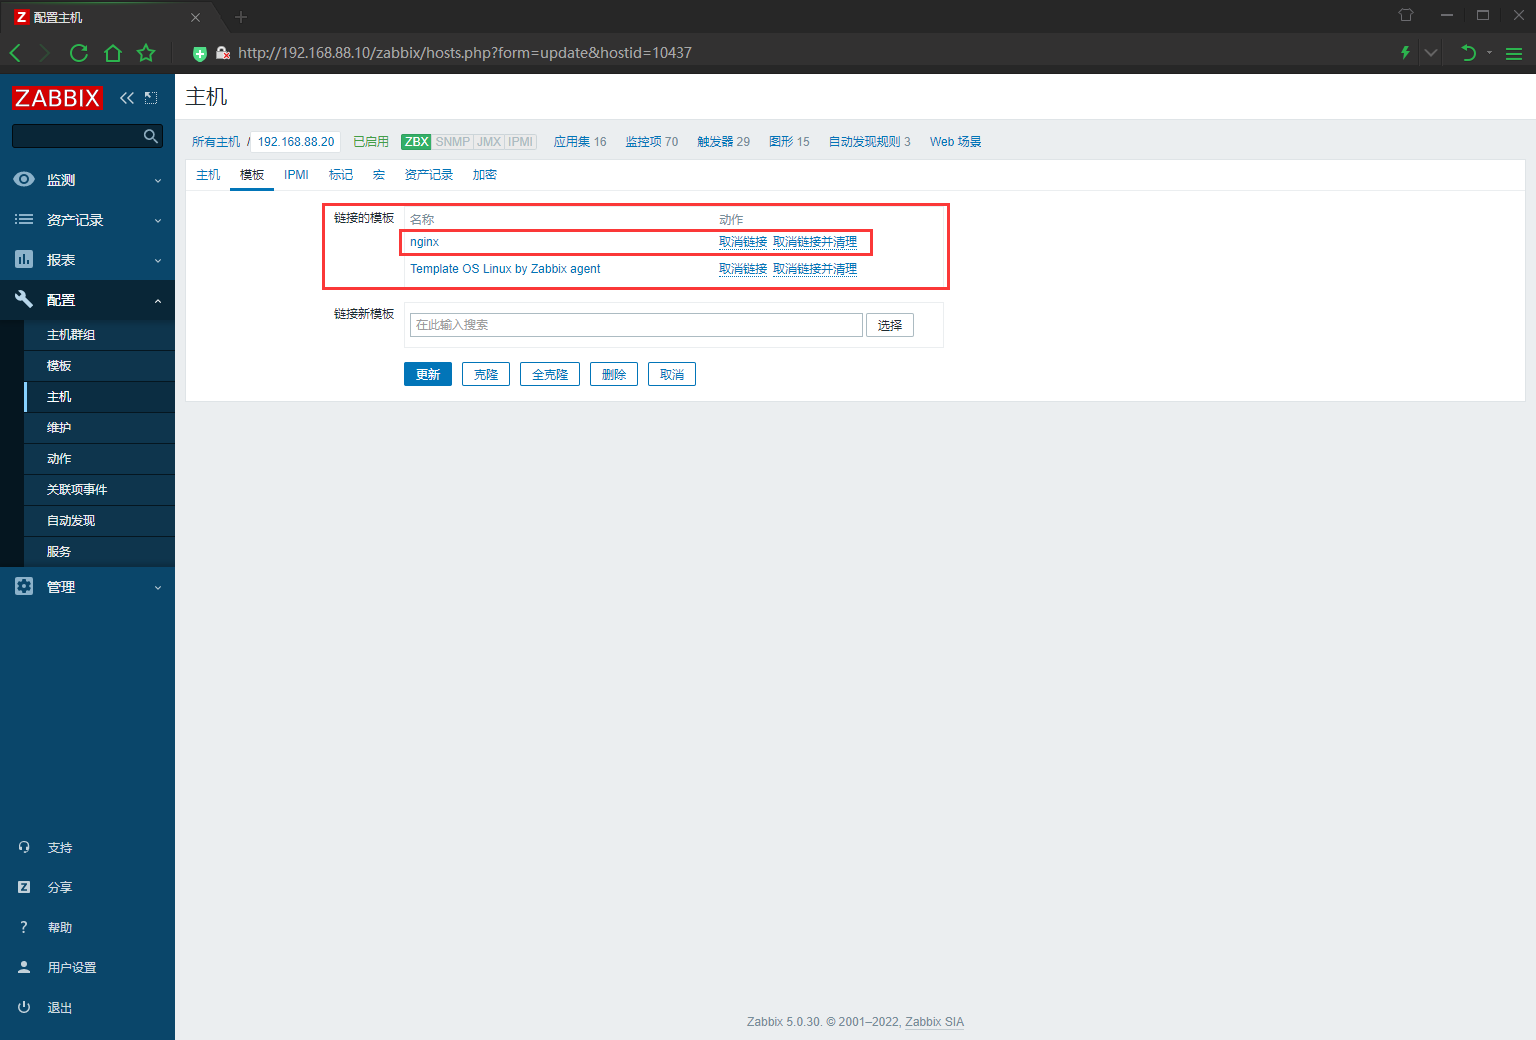 配置主机
http://192.168.88.10/zabbix/hosts.php?form=update&hostid=10437
ZABBIX
主机
所有主机 / 192.168.88.20 已启用 ZBX SNMP JMX IPMI 应用集 16 监控项 70 触发器 29 图形 15 自动发现规则 3 Web 场景
主机 模板 IPMI 标记 宏 资产记录 加密
链接的模板 名称 动作
nginx 取消链接 取消链接并清理
Template OS Linux by Zabbix agent 取消链接 取消链接并清理
链接新模板 在此输入搜索 选择
更新 克隆 全克隆 删除 取消
监测
资产记录
报表
配置
主机群组
模板
主机
维护
动作
关联项事件
自动发现
服务
管理
支持
Z 分享
? 帮助
用户设置
退出
Zabbix 5.0.30. © 2001–2022, Zabbix SIA